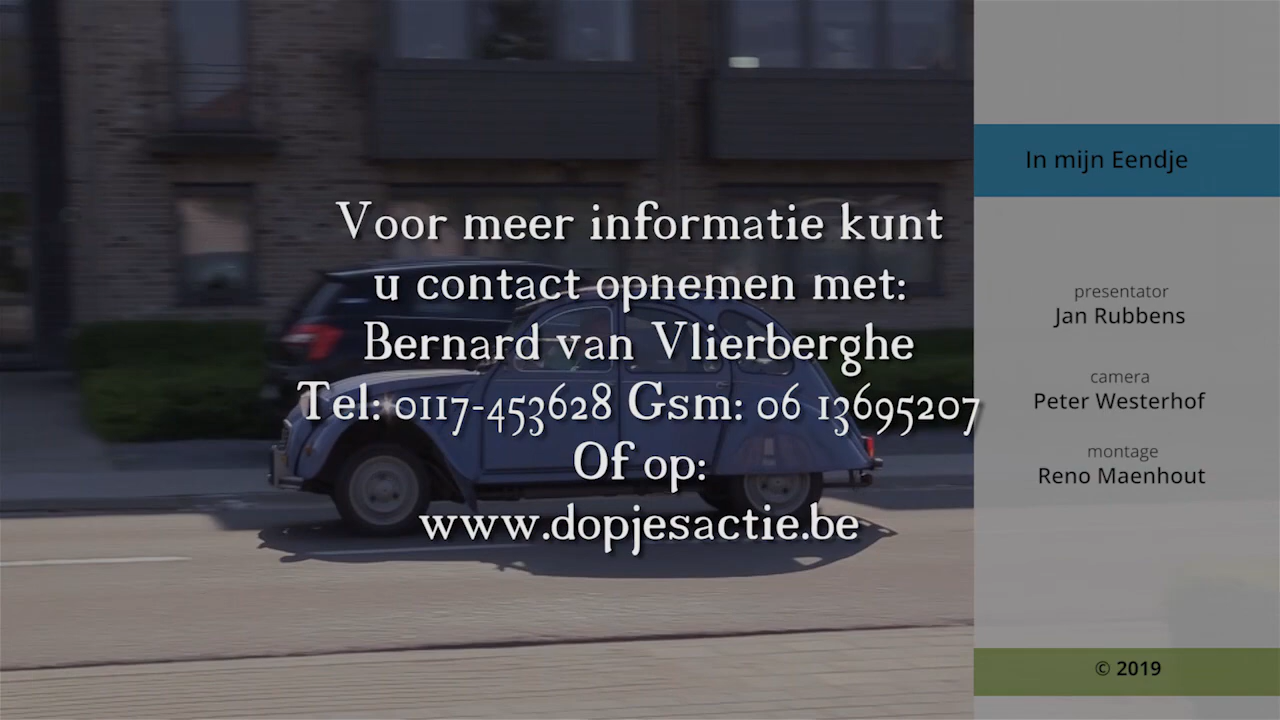 Voor meer informatie kunt
u contact opnemen met:
Bernard van Vlierberghe
Tel: 0117-453628 Gsm: 06 13695207
Of op:
www.dopjesactie.be
In mijn Eendje
presentator
Jan Rubbens
camera
Peter Westerhof
montage
Reno Maenhout
© 2019